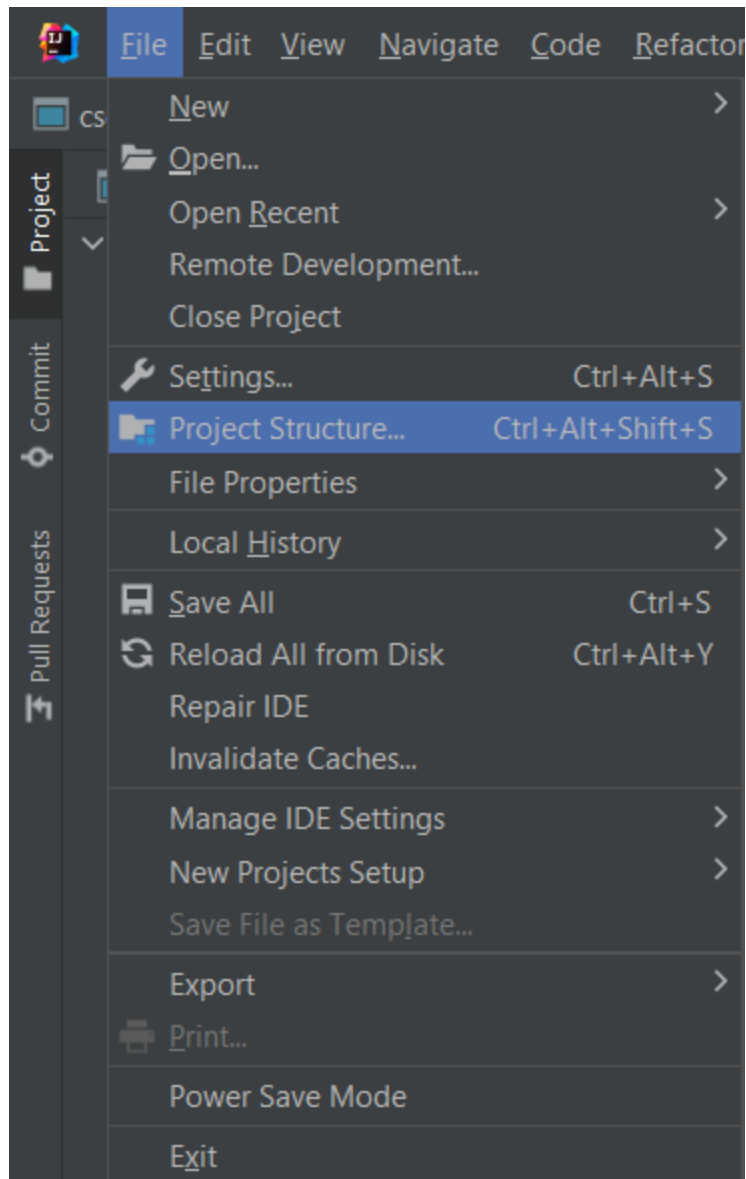 IJ
File Edit View Navigate Code Refactor
cs
New
Open...
Open Recent
Remote Development...
Close Project
Settings... Ctrl+Alt+S
Project Structure... Ctrl+Alt+Shift+S
File Properties
Local History
Save All Ctrl+S
Reload All from Disk Ctrl+Alt+Y
Repair IDE
Invalidate Caches...
Manage IDE Settings
New Projects Setup
Save File as Template...
Export
Print...
Power Save Mode
Exit
Project
Commit
Pull Requests